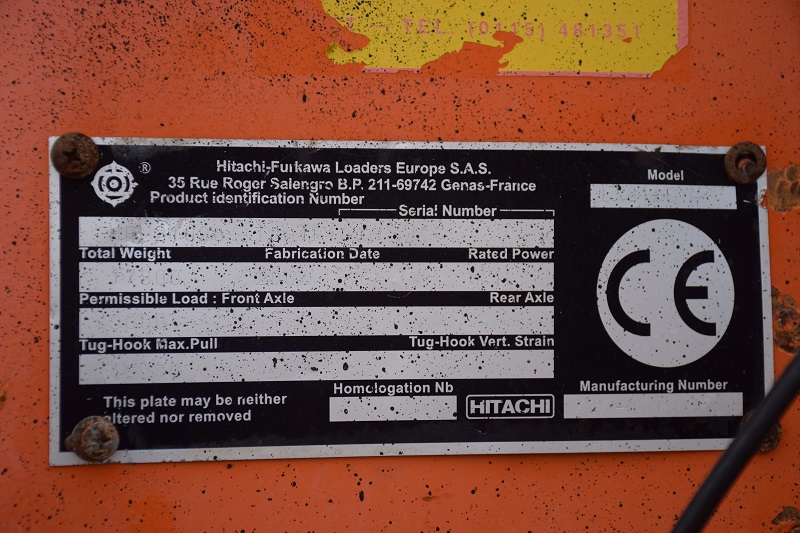 TEL. (0115) 461351
®
Hitachi-Furkawa Loaders Europe S.A.S.
35 Rue Roger Salengro B.P. 211-69742 Genas-France
Product identification Number
Serial Number
Model
Total Weight Fabrication Date Rated Power
Permissible Load : Front Axle Rear Axle
CE
Tug-Hook Max.Pull Tug-Hook Vert. Strain
Homologation Nb
Manufacturing Number
This plate may be neither
altered nor removed
HITACHI